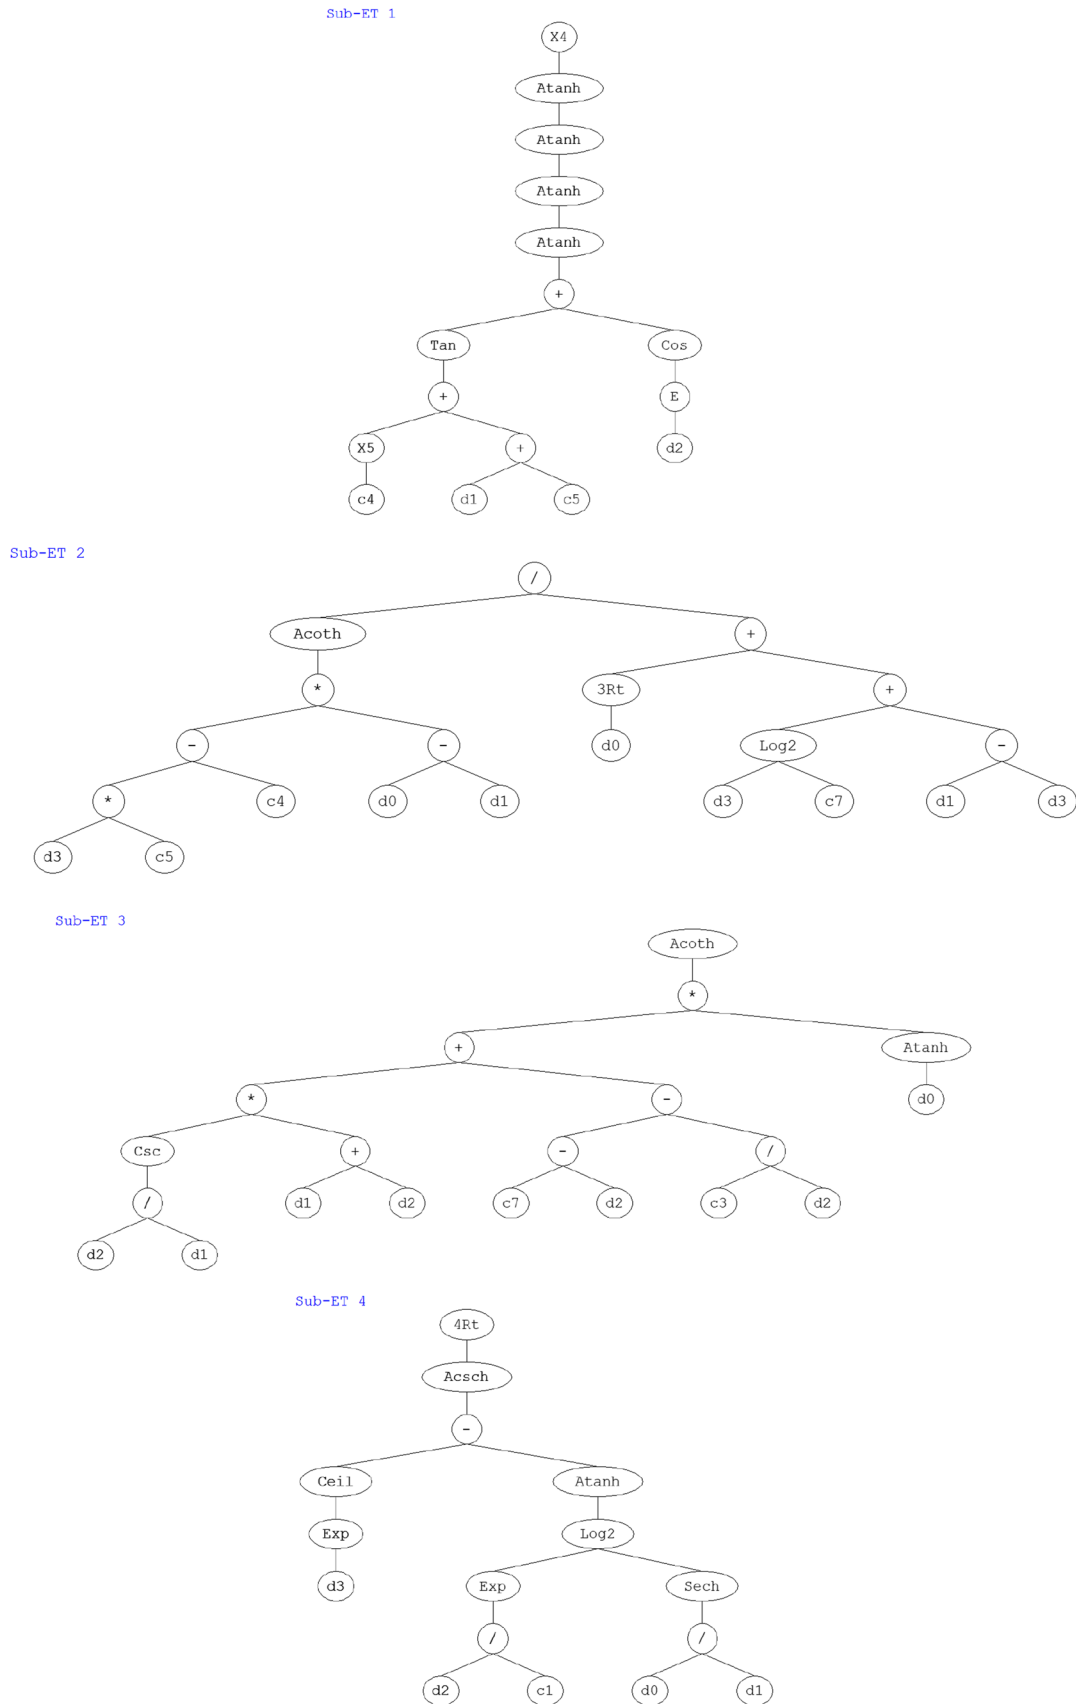 Sub-ET 1
X4
Atanh
Atanh
Atanh
Atanh
+
Tan Cos
+ E
X5 + d2
c4 d1 c5
Sub-ET 2
/
Acoth +
* 3Rt +
- - d0 Log2 -
* c4 d0 d1 d3 c7 d1 d3
d3 c5
Sub-ET 3
Acoth
*
+ Atanh
* - d0
Csc + - /
/ d1 d2 c7 d2 c3 d2
d2 d1
Sub-ET 4
4Rt
Acsch
-
Ceil Atanh
Exp Log2
d3 Exp Sech
/ /
d2 c1 d0 d1